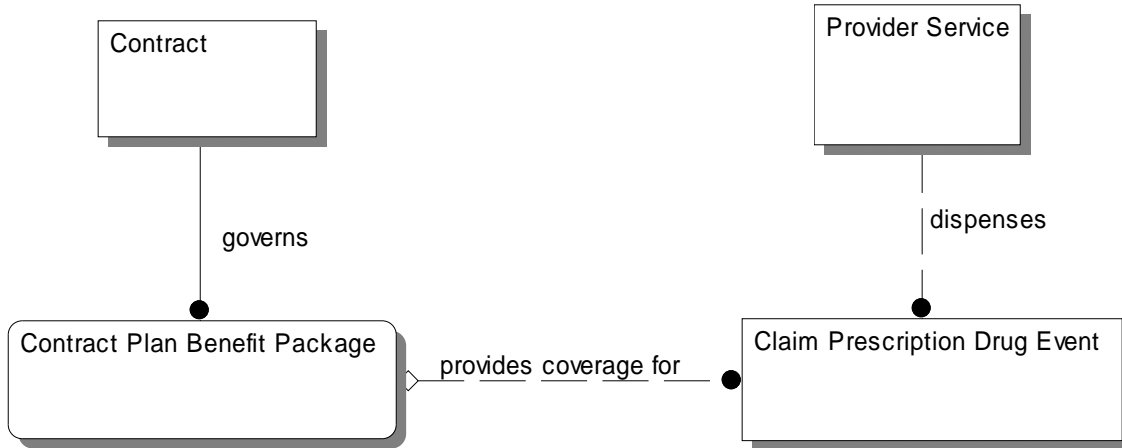 Contract
Provider Service
governs
dispenses
Contract Plan Benefit Package
provides coverage for
Claim Prescription Drug Event